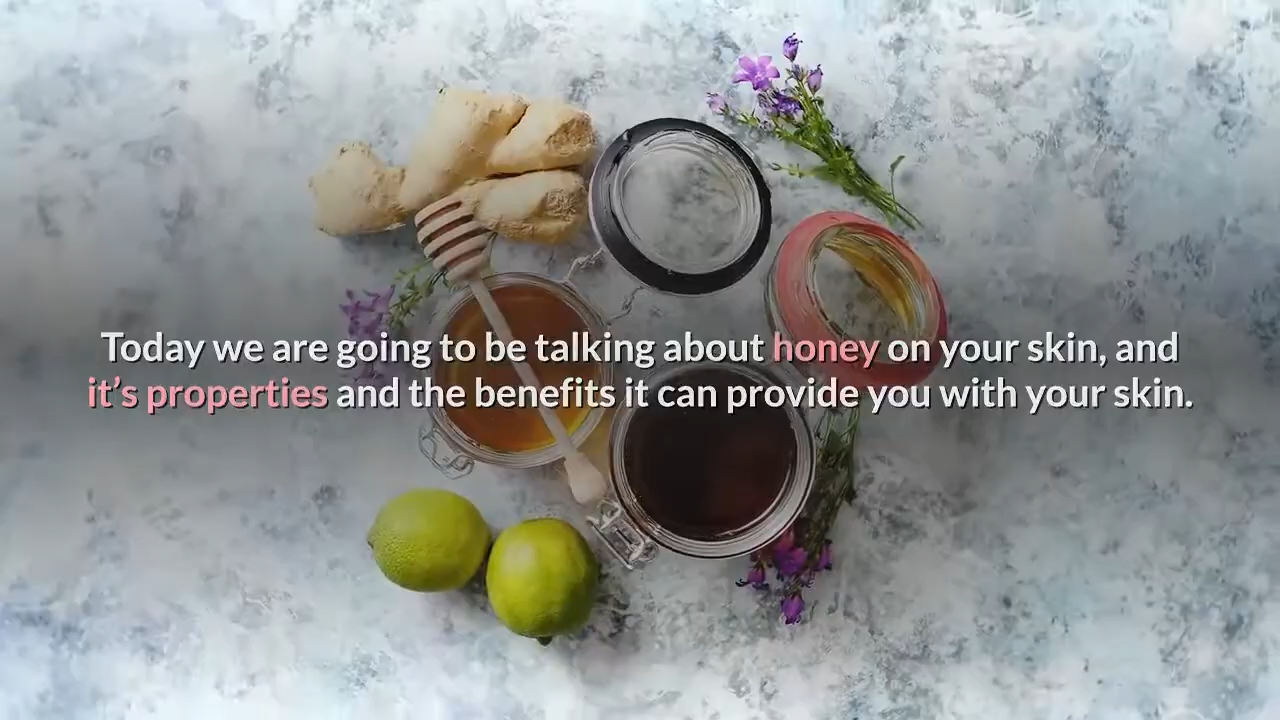 Today we are going to be talking about honey on your skin, and
it’s properties and the benefits it can provide you with your skin.